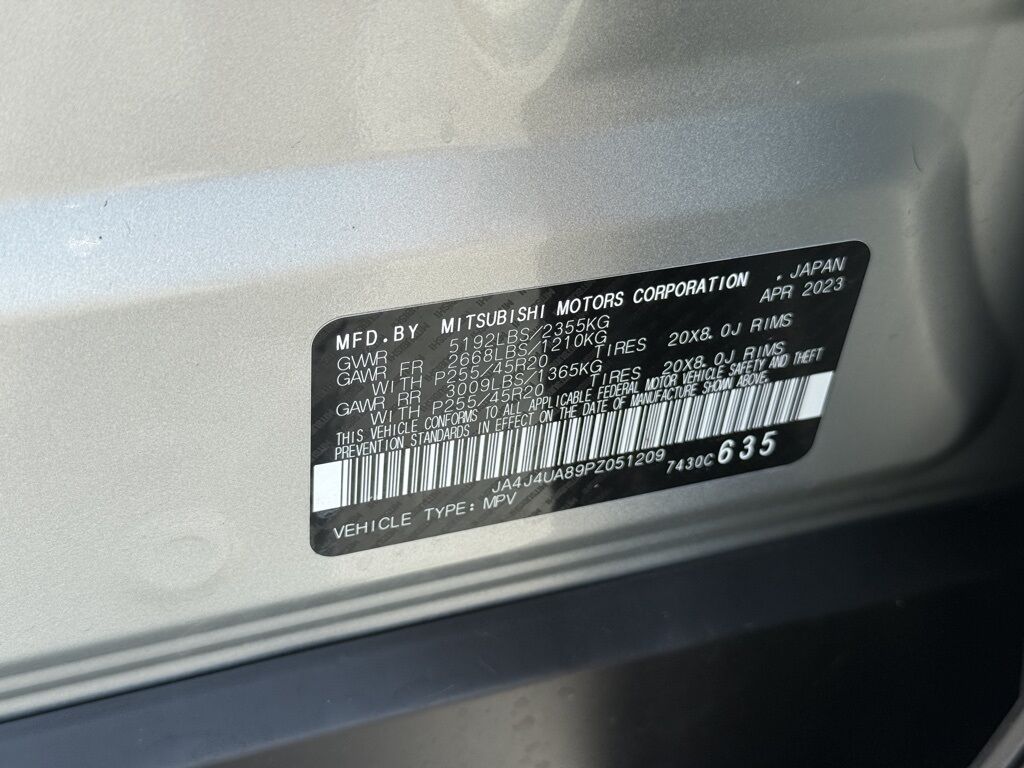 MFD.BY MITSUBISHI MOTORS CORPORATION . JAPAN
APR 2023
GWVR 5192LBS/2355KG
GAWR FR 2668LBS/1210KG
WITH P255/45R20 TIRES 20X8.0J RIMS
GAWR RR 3009LBS/1365KG
WITH P255/45R20 TIRES 20X8.0J RIMS
THIS VEHICLE CONFORMS TO ALL APPLICABLE FEDERAL MOTOR VEHICLE SAFETY AND THEFT
PREVENTION STANDARDS IN EFFECT ON THE DATE OF MANUFACTURE SHOWN ABOVE.
JA4J4UA89PZ051209 7430C 635
VEHICLE TYPE: MPV